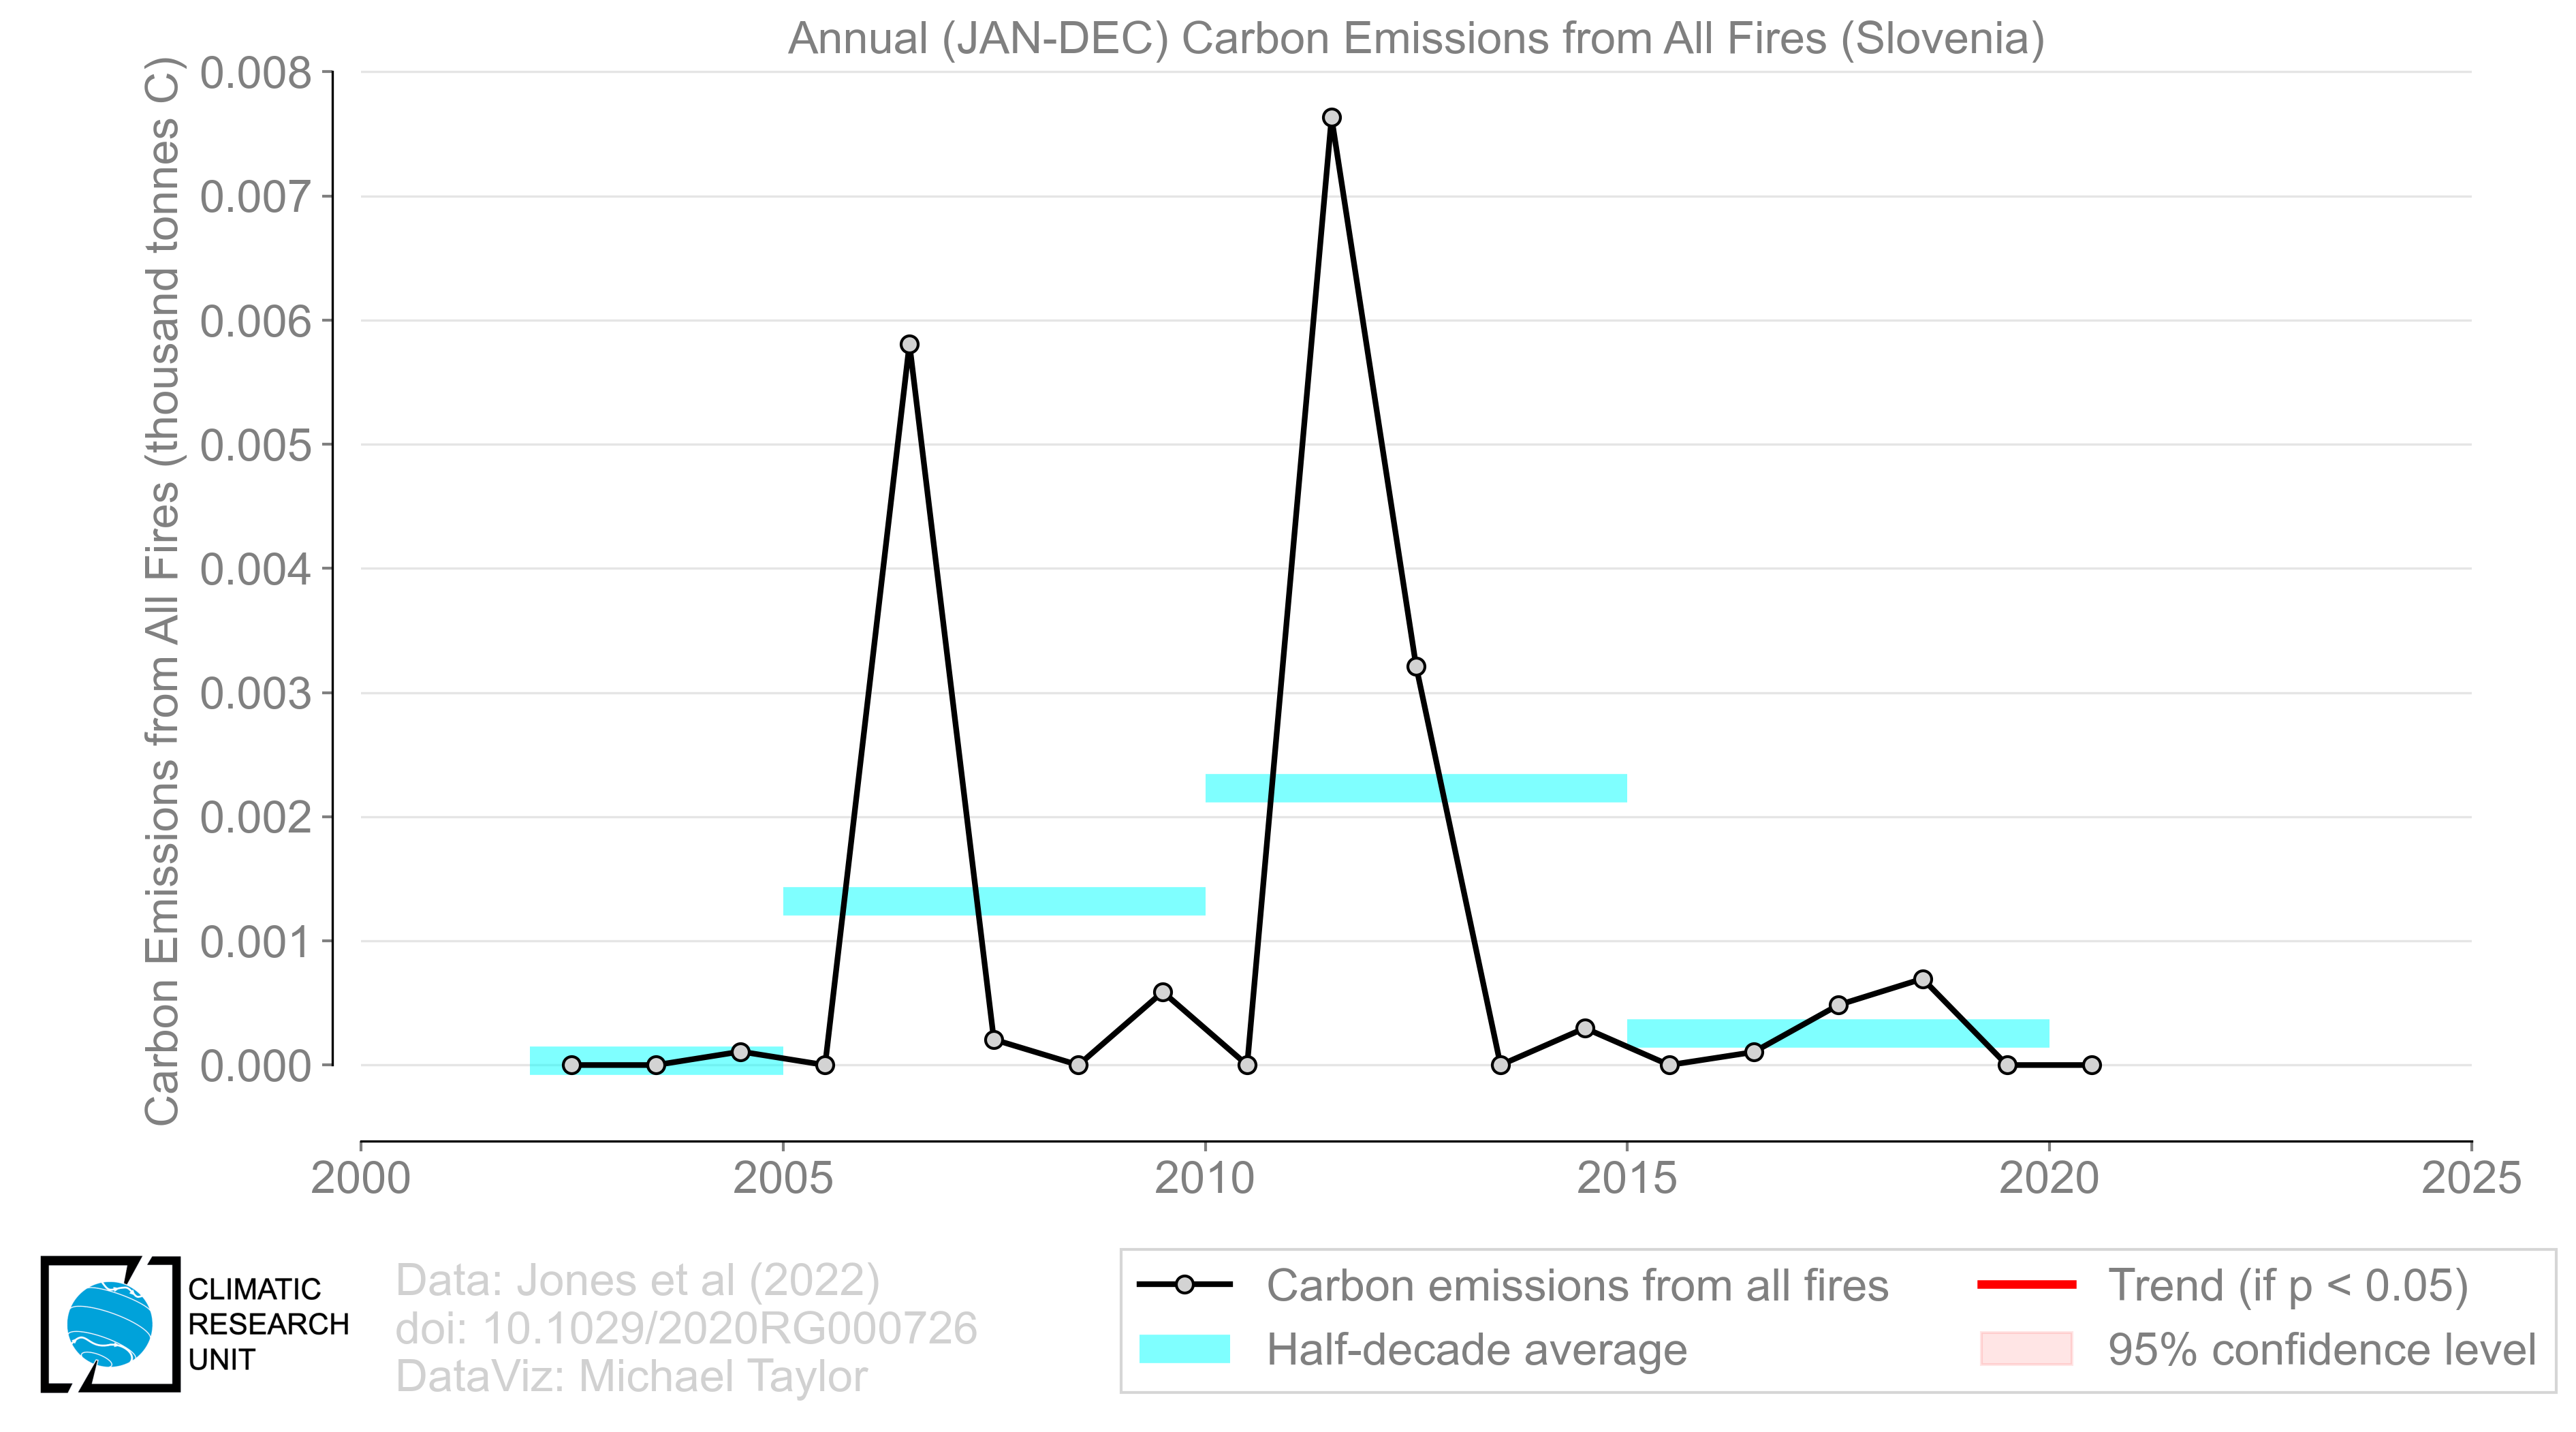 Annual (JAN-DEC) Carbon Emissions from All Fires (Slovenia)
Carbon Emissions from All Fires (thousand tonnes C)
0.008
0.007
0.006
0.005
0.004
0.003
0.002
0.001
0.000
2000
2005
2010
2015
2020
2025
CLIMATIC
RESEARCH
UNIT
Data: Jones et al (2022)
doi: 10.1029/2020RG000726
DataViz: Michael Taylor
Carbon emissions from all fires
Half-decade average
Trend (if p < 0.05)
95% confidence level